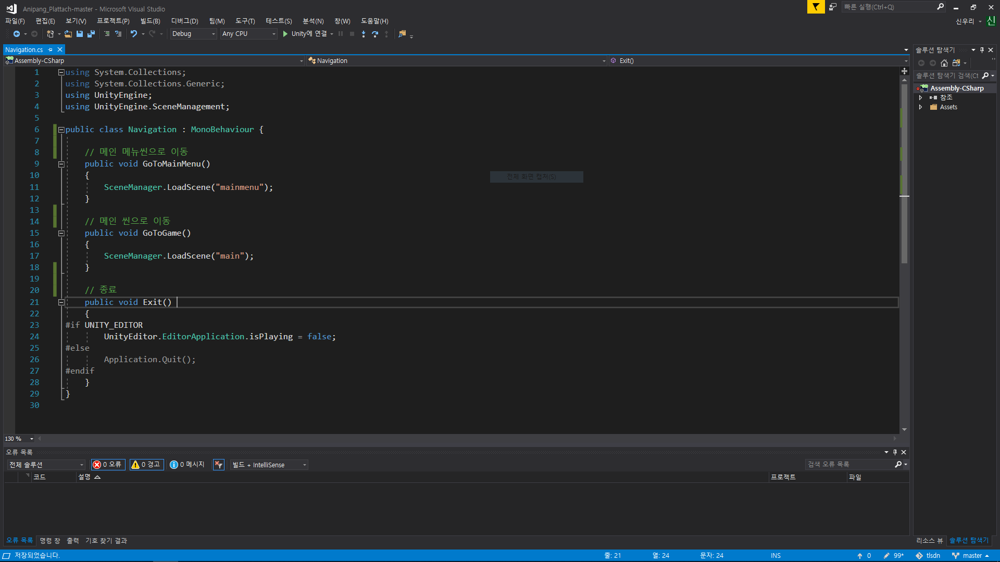 Anipang_Plattach-master - Microsoft Visual Studio
빠른 실행(Ctrl+Q)
파일(F) 편집(E) 보기(V) 프로젝트(P) 빌드(B) 디버그(D) 팀(M) 도구(T) 테스트(S) 분석(N) 창(W) 도움말(H)
신우리 신
Debug Any CPU Unity에 연결
Navigation.cs
솔루션 탐색기
Assembly-CSharp Navigation Exit()
솔루션 탐색기 검색(Ct
Assembly-CSharp
참조
Assets
1 using System.Collections;
2 using System.Collections.Generic;
3 using UnityEngine;
4 using UnityEngine.SceneManagement;
5
6 public class Navigation : MonoBehaviour {
7
8 // 메인 메뉴씬으로 이동
9 public void GoToMainMenu()
10 {
전체 화면 캡처(S)
11 SceneManager.LoadScene("mainmenu");
12 }
13
14 // 메인 씬으로 이동
15 public void GoToGame()
16 {
17 SceneManager.LoadScene("main");
18 }
19
20 // 종료
21 public void Exit()
22 {
23 #if UNITY_EDITOR
24 UnityEditor.EditorApplication.isPlaying = false;
25 #else
26 Application.Quit();
27 #endif
28 }
29 }
30
130 %
오류 목록
전체 솔루션 0 오류 0 경고 0 메시지 빌드 + IntelliSense 검색 오류 목록
코드 설명 프로젝트 파일
오류 목록 명령 창 출력 기호 찾기 결과
리소스 뷰 솔루션 탐색기
저장되었습니다. 줄: 21 열: 24 문자: 24 INS 0 99* tlsdn master